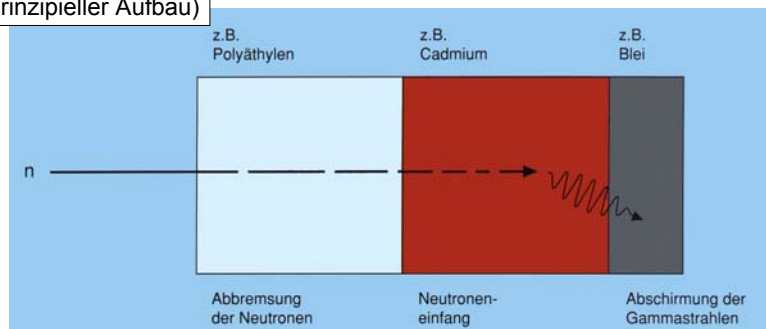 rinzipieller Aufbau)
z.B.
Polyäthylen
z.B.
Cadmium
z.B.
Blei
n
Abbremsung
der Neutronen
Neutronen-
einfang
Abschirmung der
Gammastrahlen